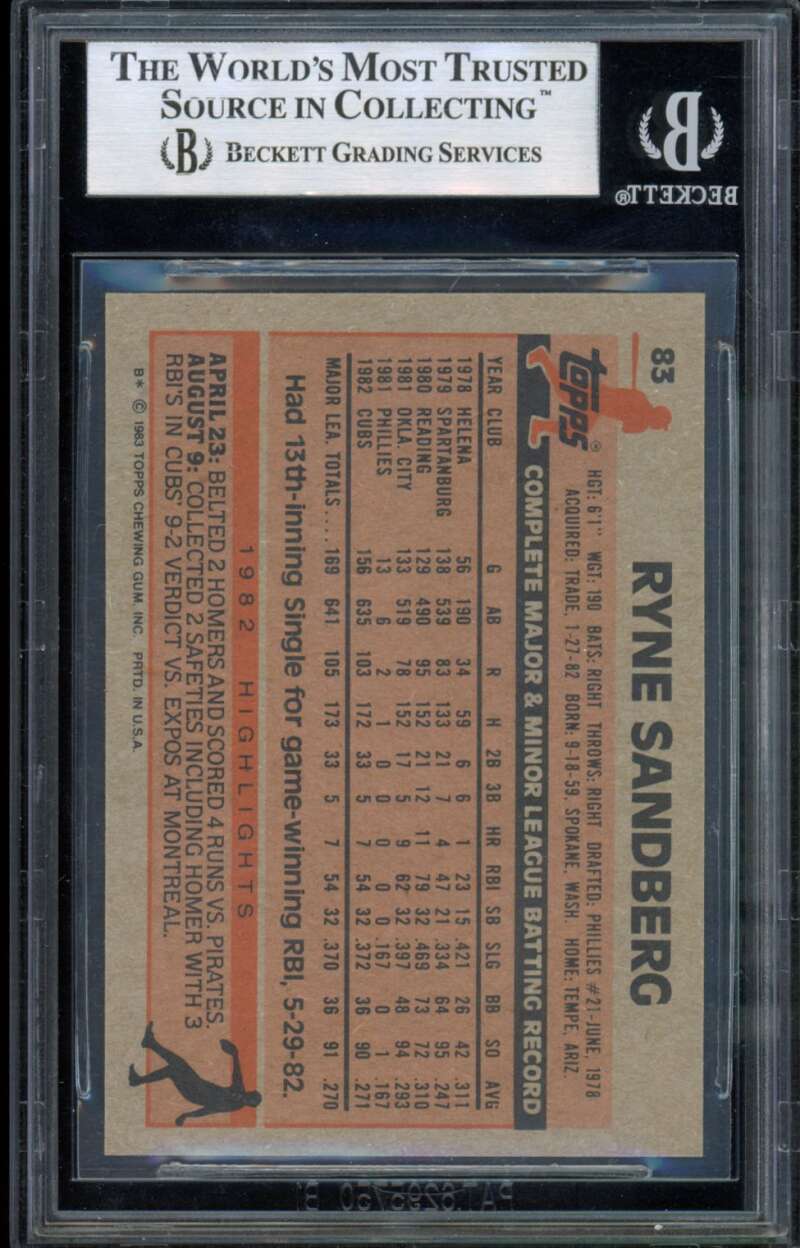 THE WORLD'S MOST TRUSTED
SOURCE IN COLLECTING™
B BECKETT GRADING SERVICES
B
BECKETT®
83
RYNE SANDBERG
Topps®
HGT: 6'1" WGT: 190 BATS: RIGHT THROWS: RIGHT DRAFTED: PHILLIES #21-JUNE, 1978
ACQUIRED: TRADE, 1-27-82 BORN: 9-18-59, SPOKANE, WASH. HOME: TEMPE, ARIZ.
COMPLETE MAJOR & MINOR LEAGUE BATTING RECORD
YEAR CLUB G AB R H 2B 3B HR RBI SB SLG BB SO AVG
1978 HELENA 56 190 34 59 6 6 1 23 15 .421 26 42 .311
1979 SPARTANBURG 138 539 83 133 21 7 4 47 21 .334 64 95 .247
1980 READING 129 490 95 152 21 12 11 79 32 .469 73 72 .310
1981 OKLA. CITY 133 519 78 152 17 5 9 62 32 .397 48 94 .293
1981 PHILLIES 13 6 2 1 0 0 0 0 0 .167 0 1 .167
1982 CUBS 156 635 103 172 33 5 7 54 32 .372 36 90 .271
MAJOR LEA. TOTALS.... 169 641 105 173 33 5 7 54 32 .370 36 91 .270
Had 13th-inning Single for game-winning RBI, 5-29-82.
1982 HIGHLIGHTS
APRIL 23: BELTED 2 HOMERS AND SCORED 4 RUNS VS. PIRATES.
AUGUST 9: COLLECTED 2 SAFETIES INCLUDING HOMER WITH 3
RBI'S IN CUBS' 9-2 VERDICT VS. EXPOS AT MONTREAL.
B* © 1983 TOPPS CHEWING GUM, INC. PRTD. IN U.S.A.